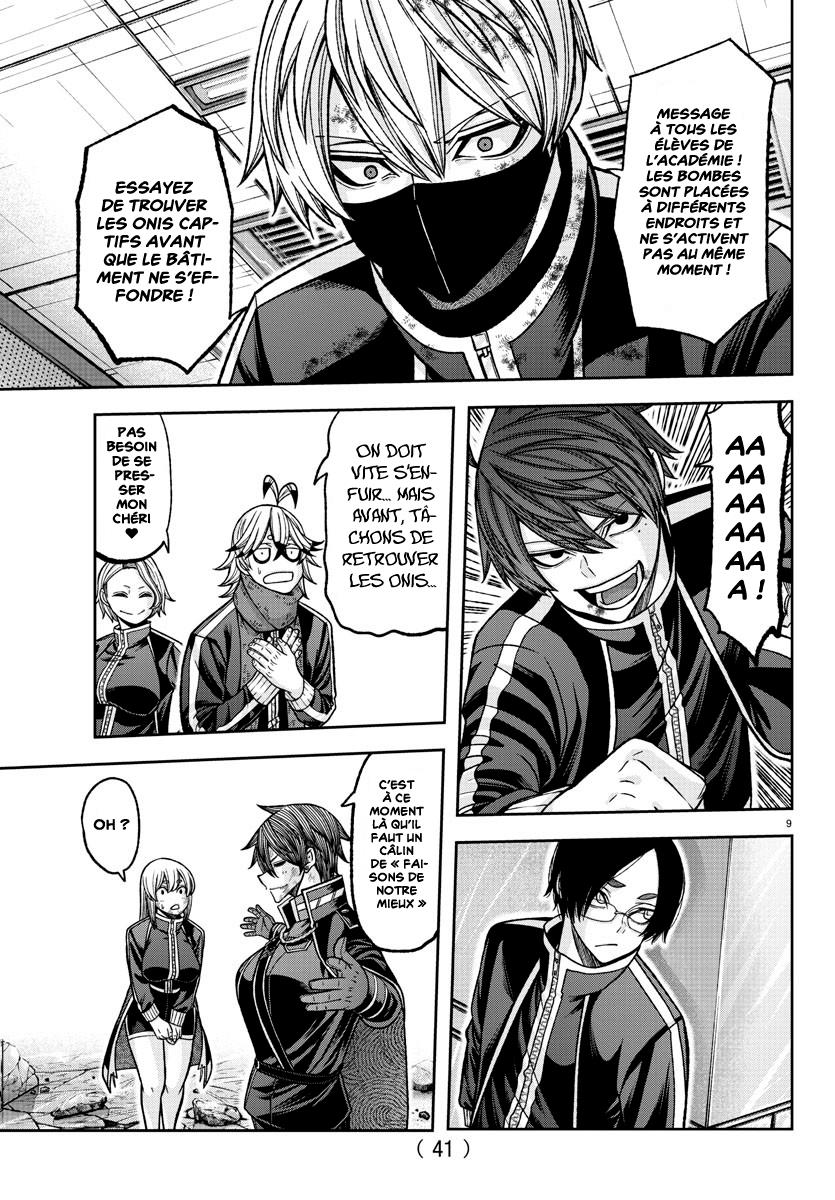 MESSAGE
À TOUS LES
ÉLÈVES DE
L'ACADÉMIE !
LES BOMBES
SONT PLACÉES
À DIFFÉRENTS
ENDROITS ET
NE S'ACTIVENT
PAS AU MÊME
MOMENT !
ESSAYEZ
DE TROUVER
LES ONIS CAP-
TIFS AVANT
QUE LE BÂTI-
MENT NE S'EF-
FONDRE !
AA
AA
AA
AA
AA
A !
ON DOIT
VITE S'EN-
FUIR... MAIS
AVANT, TÂ-
CHONS DE
RETROUVER
LES ONIS...
PAS
BESOIN
DE SE
PRES-
SER
MON
CHÉRI
♥
9
C'EST
À CE
MOMENT
LÀ QU'IL
FAUT UN
CÂLIN
DE « FAI-
SONS DE
NOTRE
MIEUX »
OH ?
( 41 )